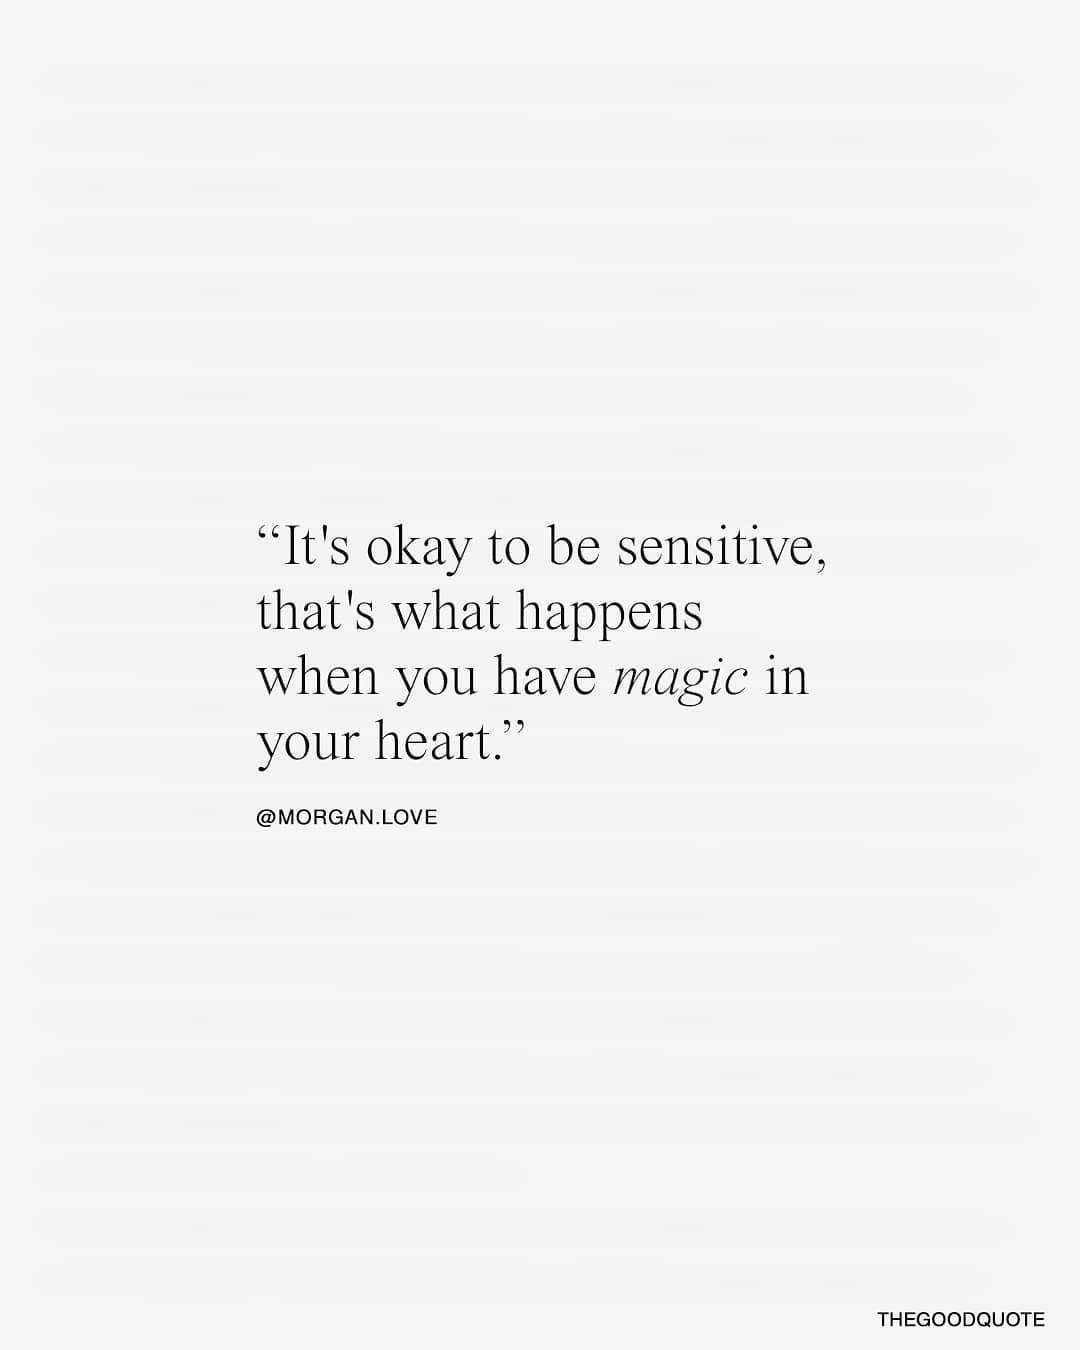 “It's okay to be sensitive,
that's what happens
when you have magic in
your heart.”
@MORGAN.LOVE
THEGOODQUOTE